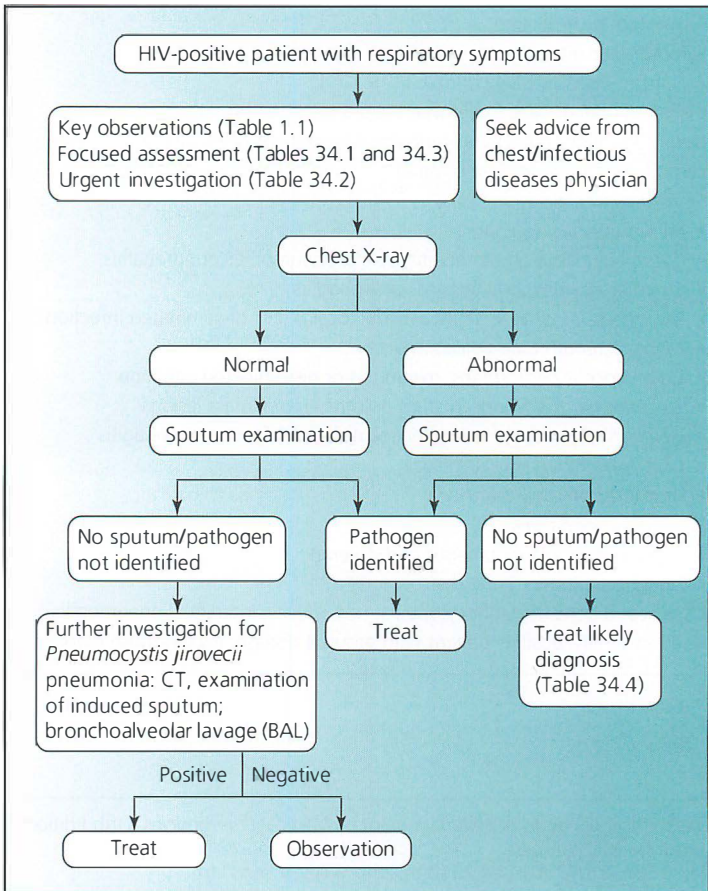 HIV-positive patient with respiratory symptoms
Key observations (Table 1.1)
Focused assessment (Tables 34.1 and 34.3)
Urgent investigation (Table 34.2)
Seek advice from
chest/infectious
diseases physician
Chest X-ray
Normal
Abnormal
Sputum examination
Sputum examination
No sputum/pathogen
not identified
Pathogen
identified
No sputum/pathogen
not identified
Further investigation for
Pneumocystis jirovecii
pneumonia: CT, examination
of induced sputum;
bronchoalveolar lavage (BAL)
Treat
Treat likely
diagnosis
(Table 34.4)
Positive
Negative
Treat
Observation